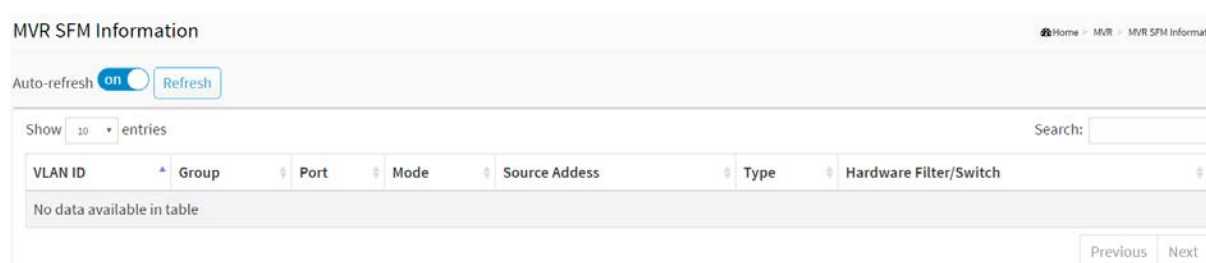 MVR SFM Information
Home > MVR > MVR SFM Informat
Auto-refresh on Refresh
Show 10 entries
Search:
VLAN ID Group Port Mode Source Addess Type Hardware Filter/Switch
No data available in table
Previous Next